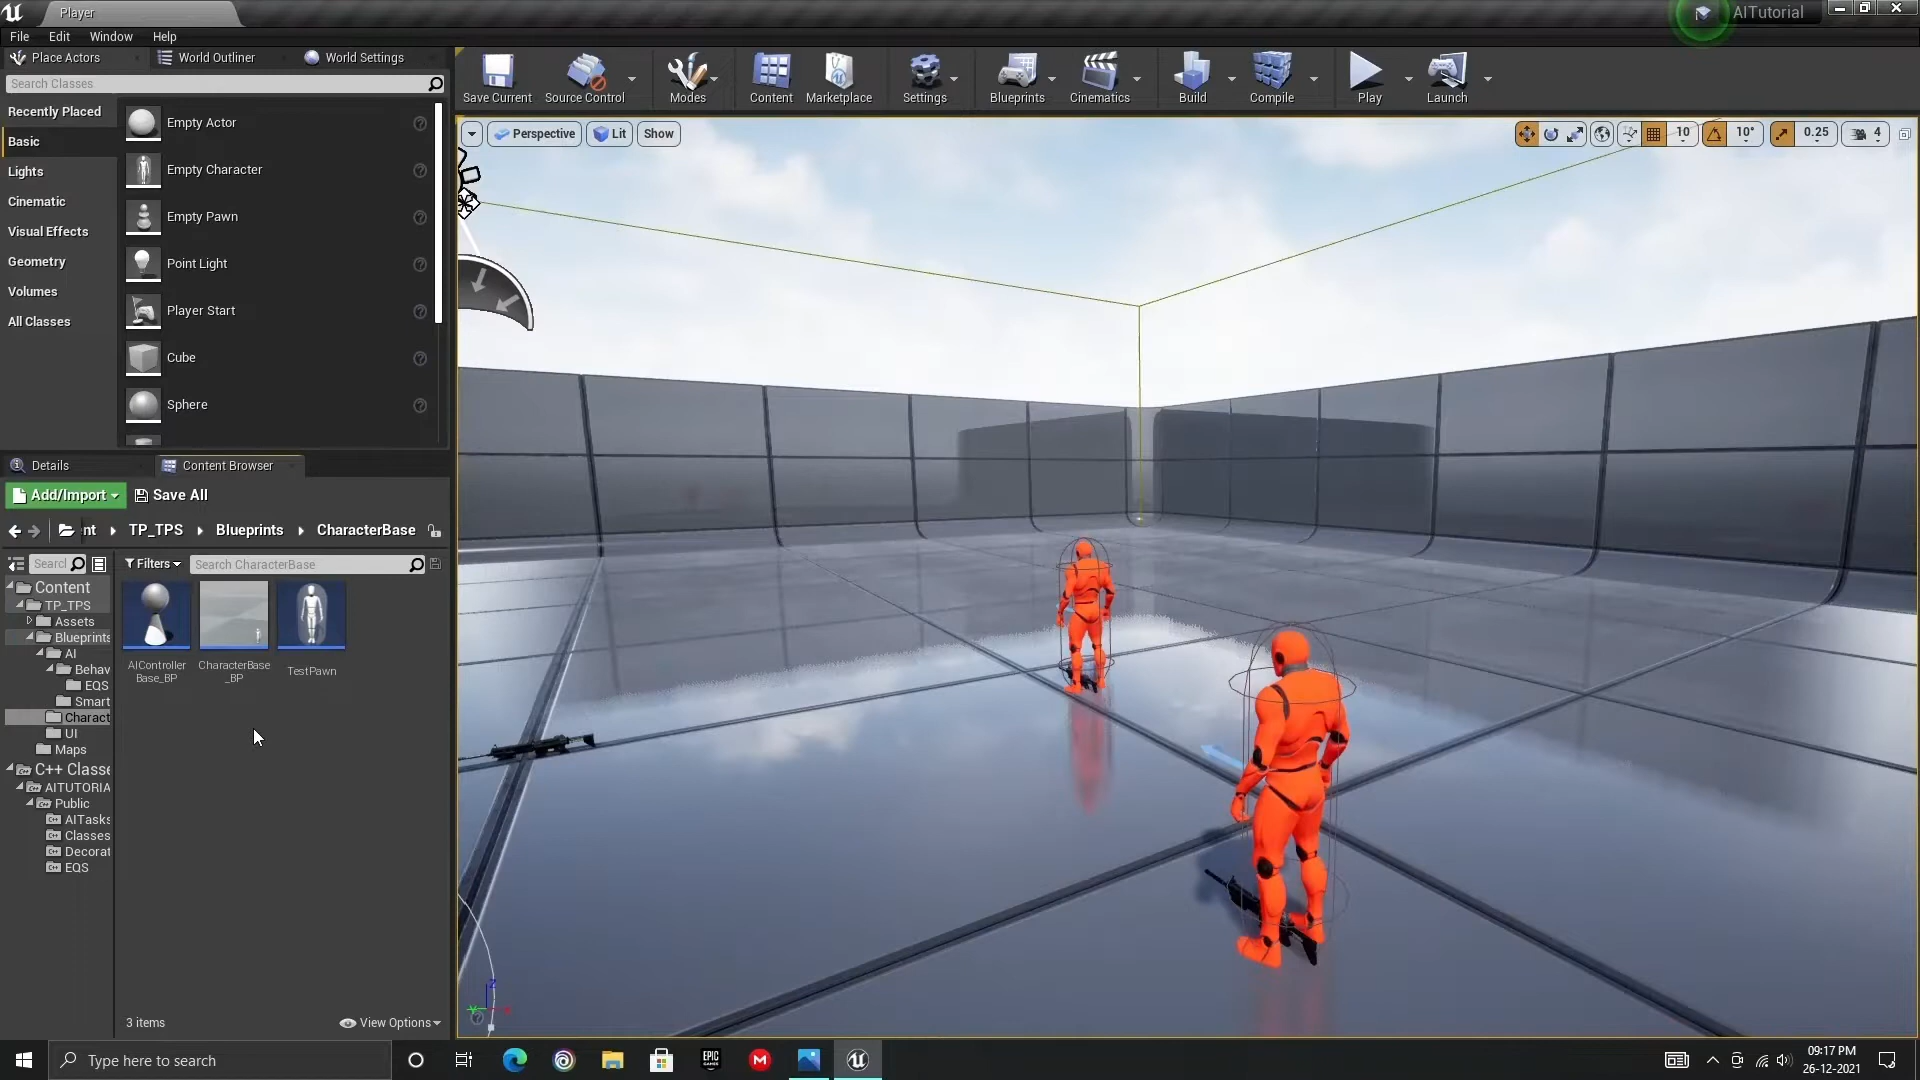 Player
AITutorial
File Edit Window Help
Place Actors
World Outliner
World Settings
Search Classes
Recently Placed
Basic
Lights
Cinematic
Visual Effects
Geometry
Volumes
All Classes
Empty Actor
Empty Character
Empty Pawn
Point Light
Player Start
Cube
Sphere
Save Current
Source Control
Modes
Content
Marketplace
Settings
Blueprints
Cinematics
Build
Compile
Play
Launch
Perspective
Lit
Show
10
10°
0.25
4
Details
Content Browser
Add/Import
Save All
nt TP_TPS Blueprints CharacterBase
Searcl
Filters
Search CharacterBase
Content
TP_TPS
Assets
Blueprints
AI
Behav
EQS
Smart
Charact
UI
Maps
C++ Classe
AITUTORIA
Public
AITasks
Classes
Decorat
EQS
AIController
Base_BP
CharacterBase
_BP
TestPawn
3 items
View Options
Type here to search
EPIC
GAMES
M
09:17 PM
26-12-2021